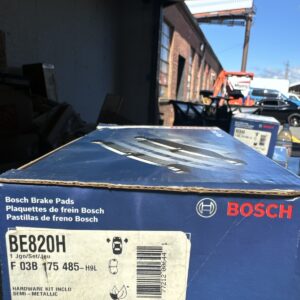 Bosch Brake Pads
Plaquettes de frein Bosch
Pastillas de freno Bosch
BOSCH
BE820H
1 Jgo/Set/Jeu
F 03B 175 485-H9L
HARDWARE KIT INCLU
SEMI - METALLIC